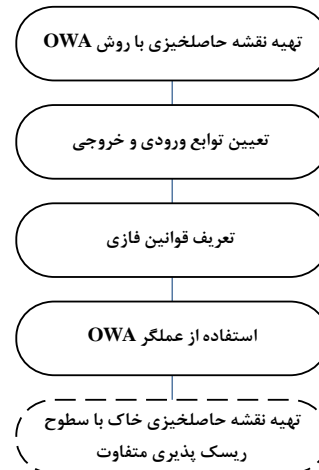 تهیه نقشه حاصلخیزی با روش OWA
تعیین توابع ورودی و خروجی
تعریف قوانین فازی
استفاده از عملگر OWA
تهیه نقشه حاصلخیزی خاک با سطوح
ریسک پذیری متفاوت